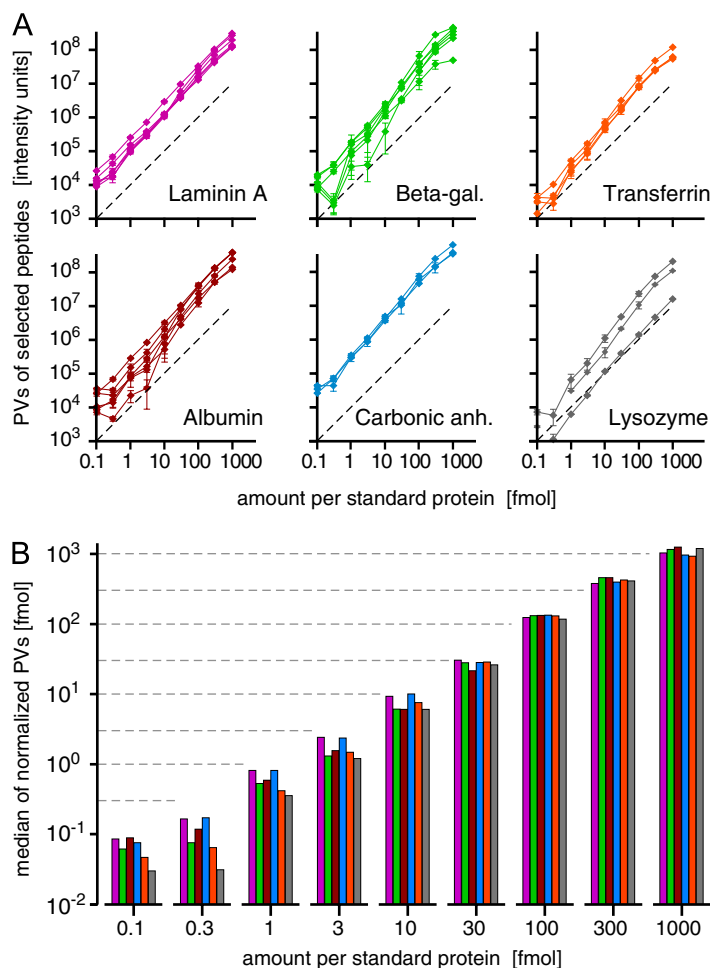 A
PVs of selected peptides [intensity units]
10^8
10^7
10^6
10^5
10^4
10^3
Laminin A
Beta-gal.
Transferrin
10^8
10^7
10^6
10^5
10^4
10^3
Albumin
Carbonic anh.
Lysozyme
0.1 1 10 100 1000
0.1 1 10 100 1000
0.1 1 10 100 1000
amount per standard protein [fmol]
B
median of normalized PVs [fmol]
10^3
10^2
10^1
10^0
10^-1
10^-2
0.1 0.3 1 3 10 30 100 300 1000
amount per standard protein [fmol]